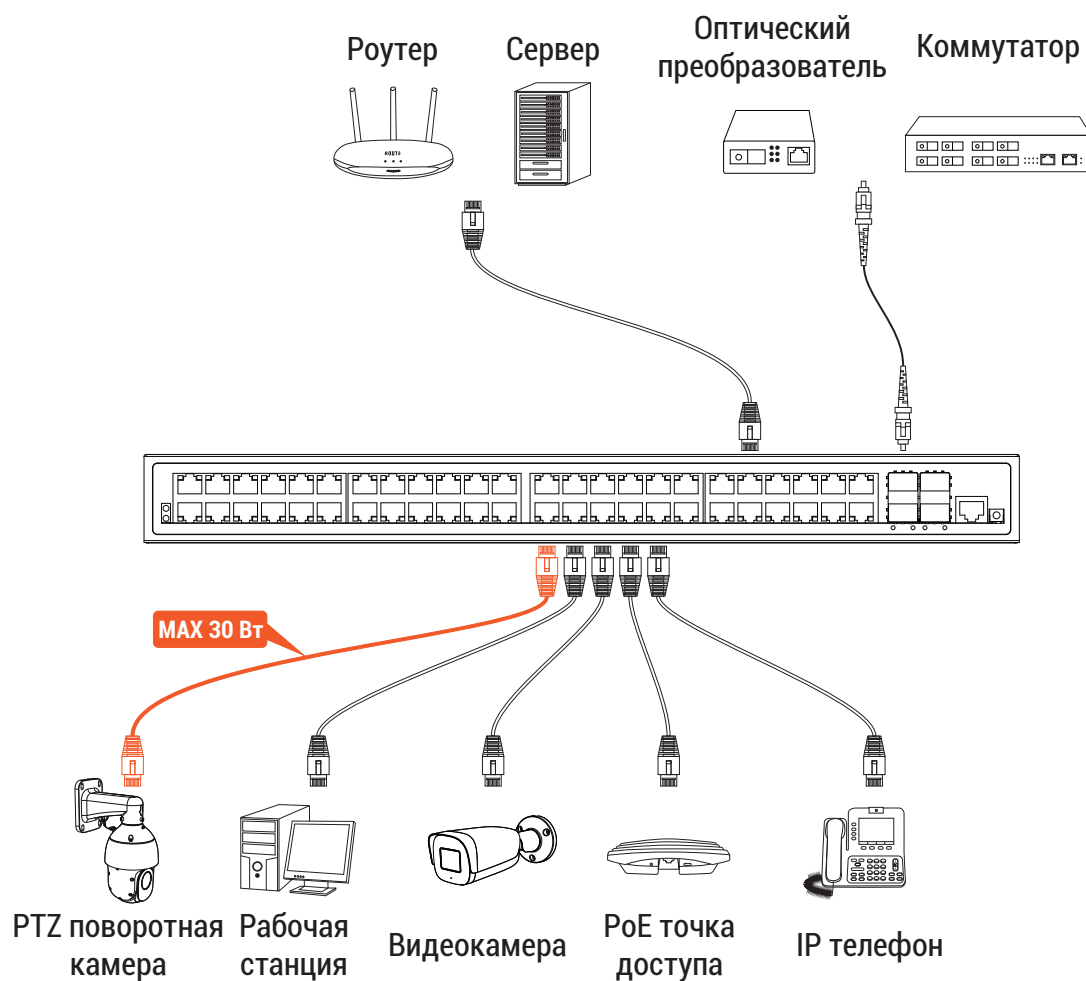 Роутер
Сервер
Оптический
преобразователь
Коммутатор
MAX 30 Вт
PTZ поворотная
камера
Рабочая
станция
Видеокамера
PoE точка
доступа
IP телефон